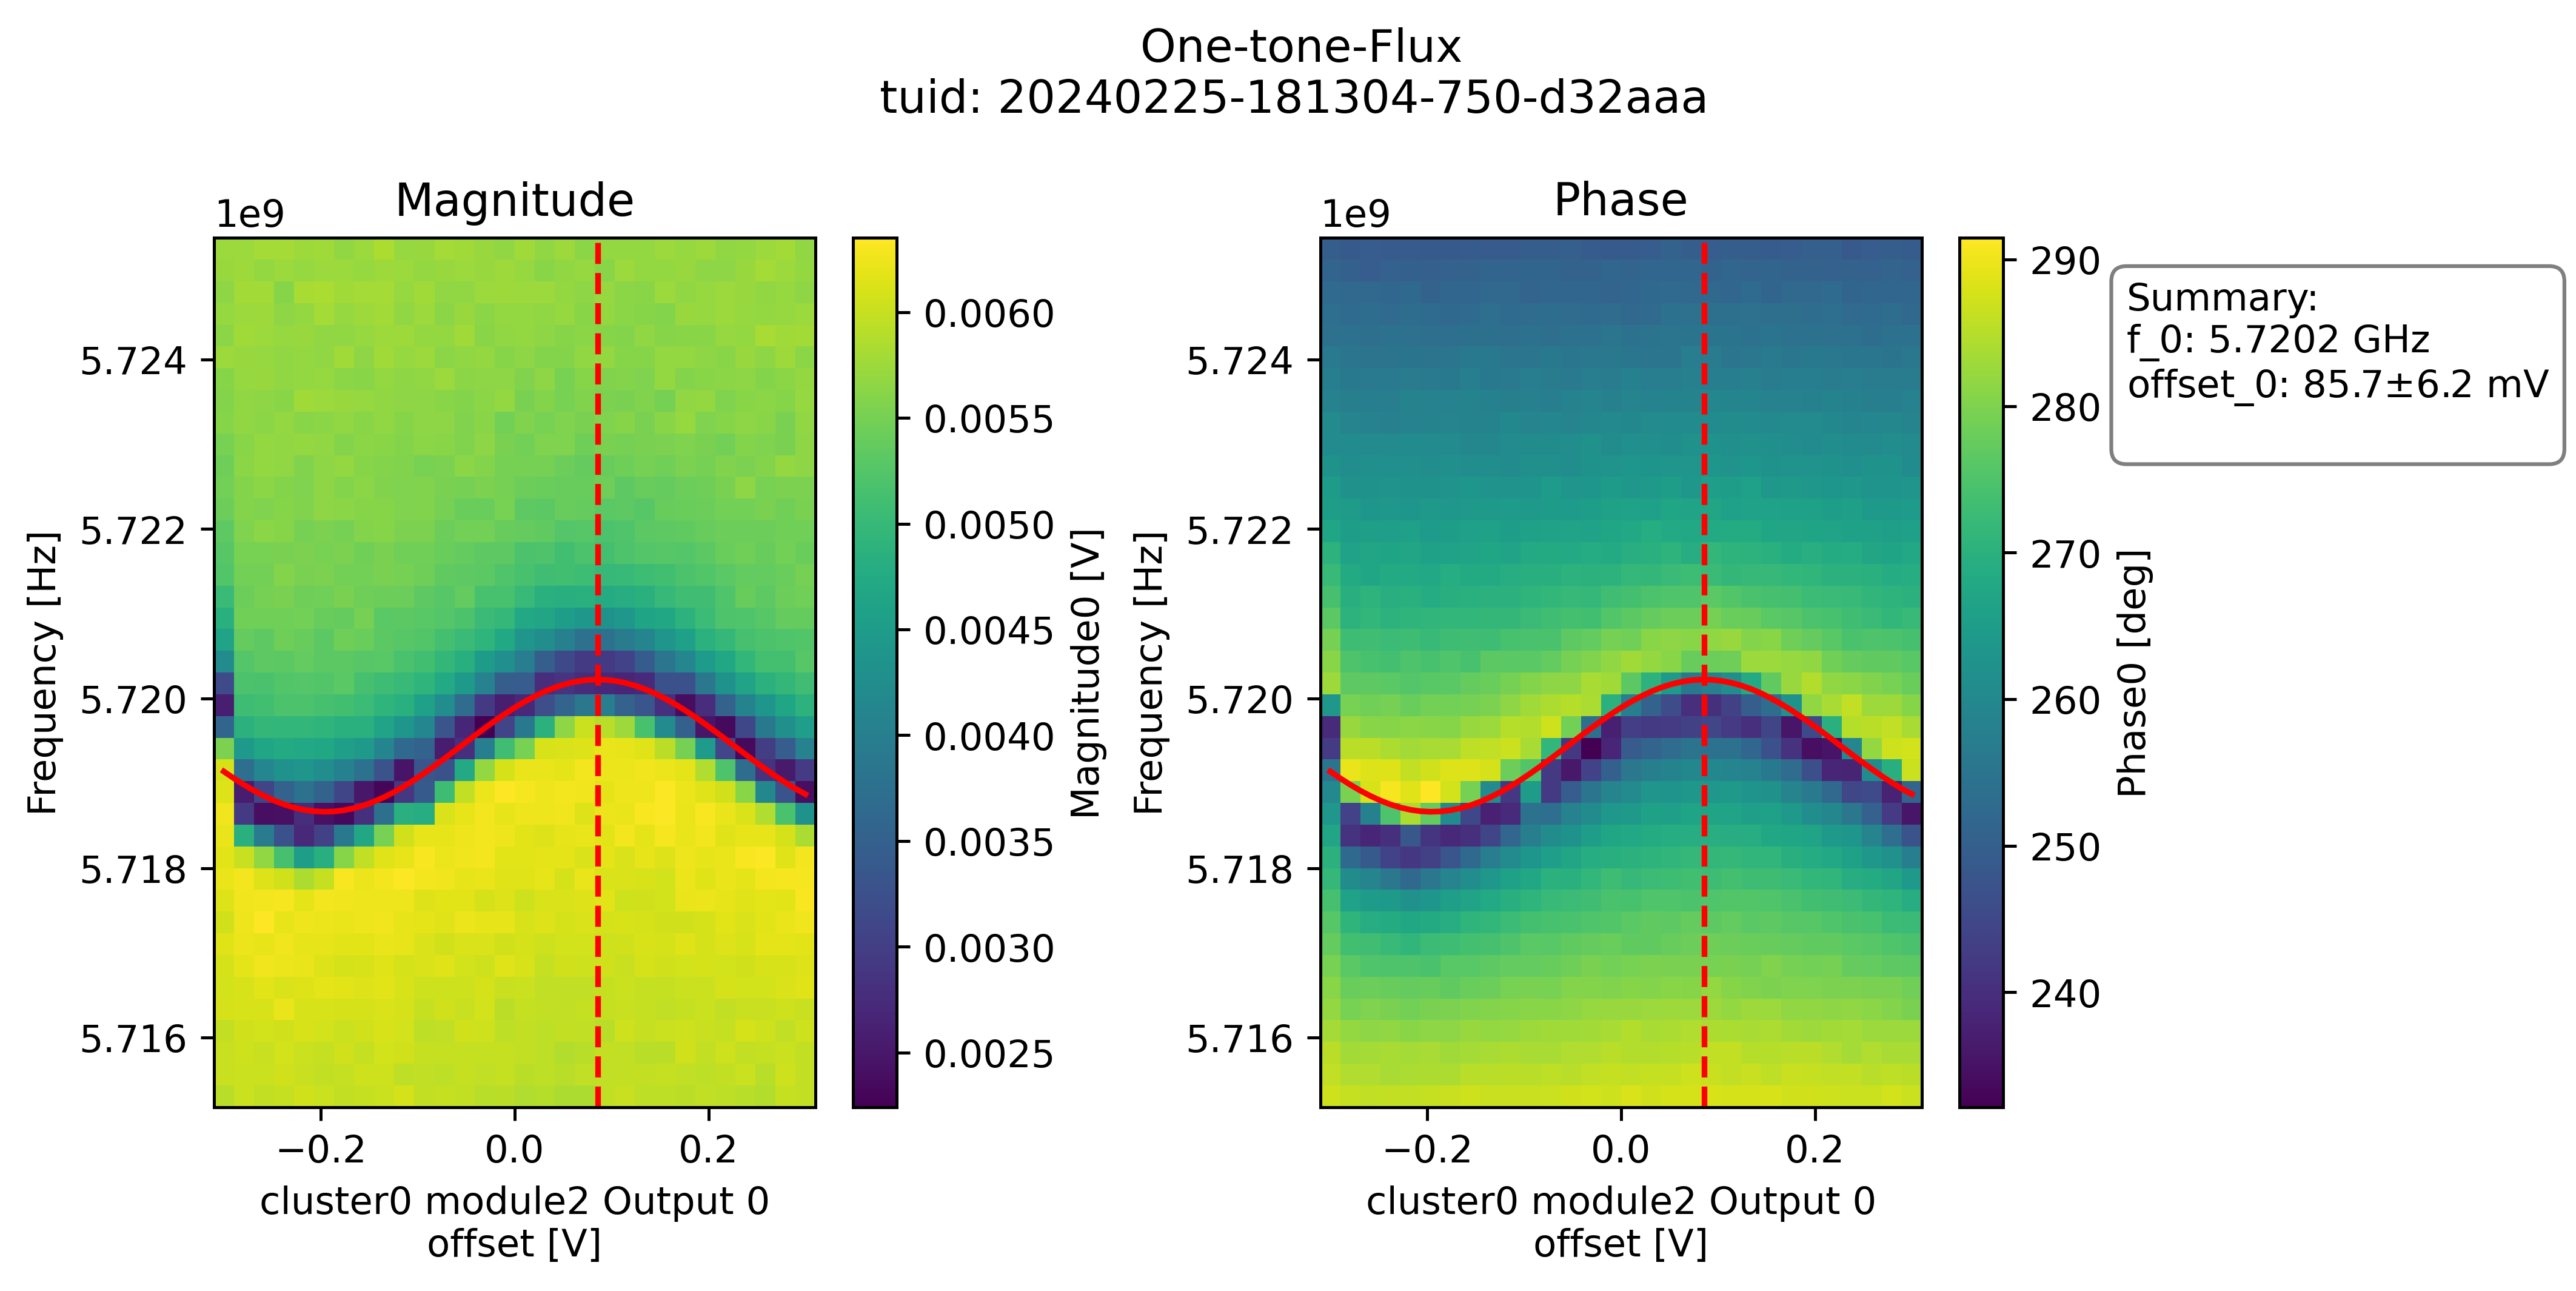 One-tone-Flux
tuid: 20240225-181304-750-d32aaa
Magnitude
1e9
5.724
5.722
5.720
5.718
5.716
Frequency [Hz]
−0.2
0.0
0.2
cluster0 module2 Output 0
offset [V]
0.0060
0.0055
0.0050
0.0045
0.0040
0.0035
0.0030
0.0025
Magnitude0 [V]
Phase
1e9
5.724
5.722
5.720
5.718
5.716
Frequency [Hz]
−0.2
0.0
0.2
cluster0 module2 Output 0
offset [V]
290
280
270
260
250
240
Phase0 [deg]
Summary:
f_0: 5.7202 GHz
offset_0: 85.7±6.2 mV